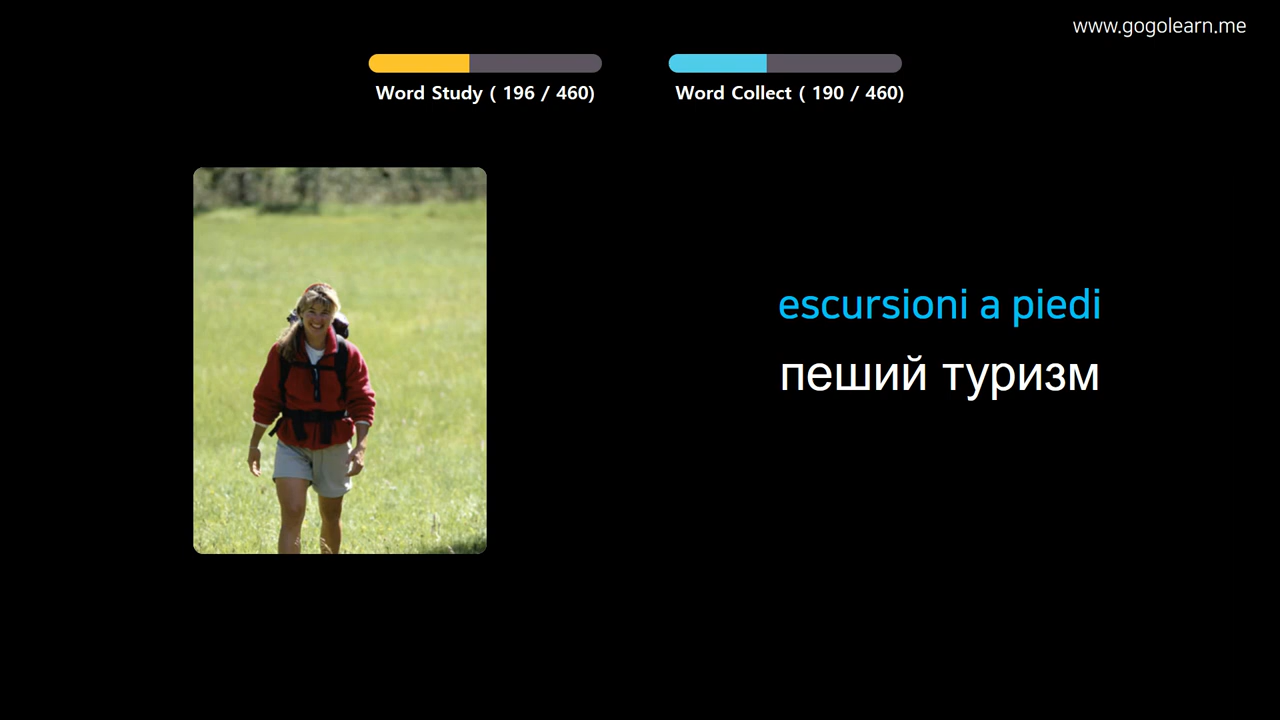 www.gogolearn.me
Word Study ( 196 / 460)
Word Collect ( 190 / 460)
escursioni a piedi
пеший туризм